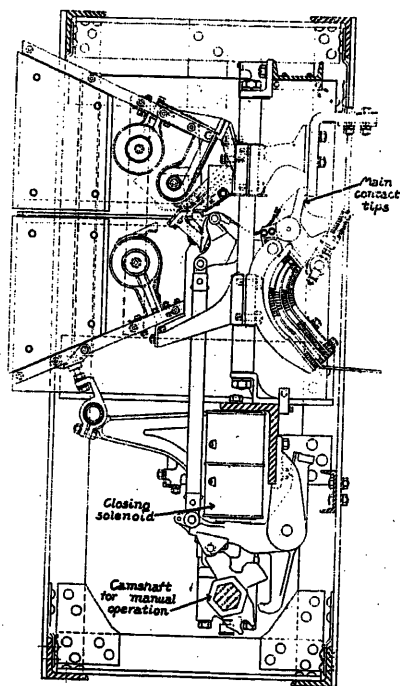 Main
contact
tips
Closing
solenoid
Camshaft
for manual
operation